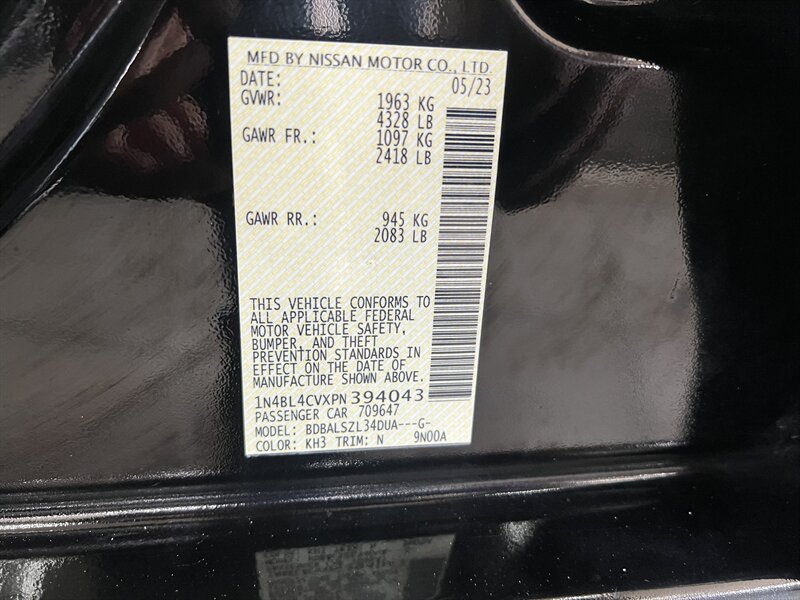 MFD BY NISSAN MOTOR CO., LTD.
DATE: 05/23
GVWR: 1963 KG
4328 LB
GAWR FR.: 1097 KG
2418 LB
GAWR RR.: 945 KG
2083 LB
THIS VEHICLE CONFORMS TO
ALL APPLICABLE FEDERAL
MOTOR VEHICLE SAFETY,
BUMPER, AND THEFT
PREVENTION STANDARDS IN
EFFECT ON THE DATE OF
MANUFACTURE SHOWN ABOVE.
1N4BL4CVXPN 394043
PASSENGER CAR 709647
MODEL: BDBALSZL34DUA---G-
COLOR: KH3 TRIM: N 9N00A